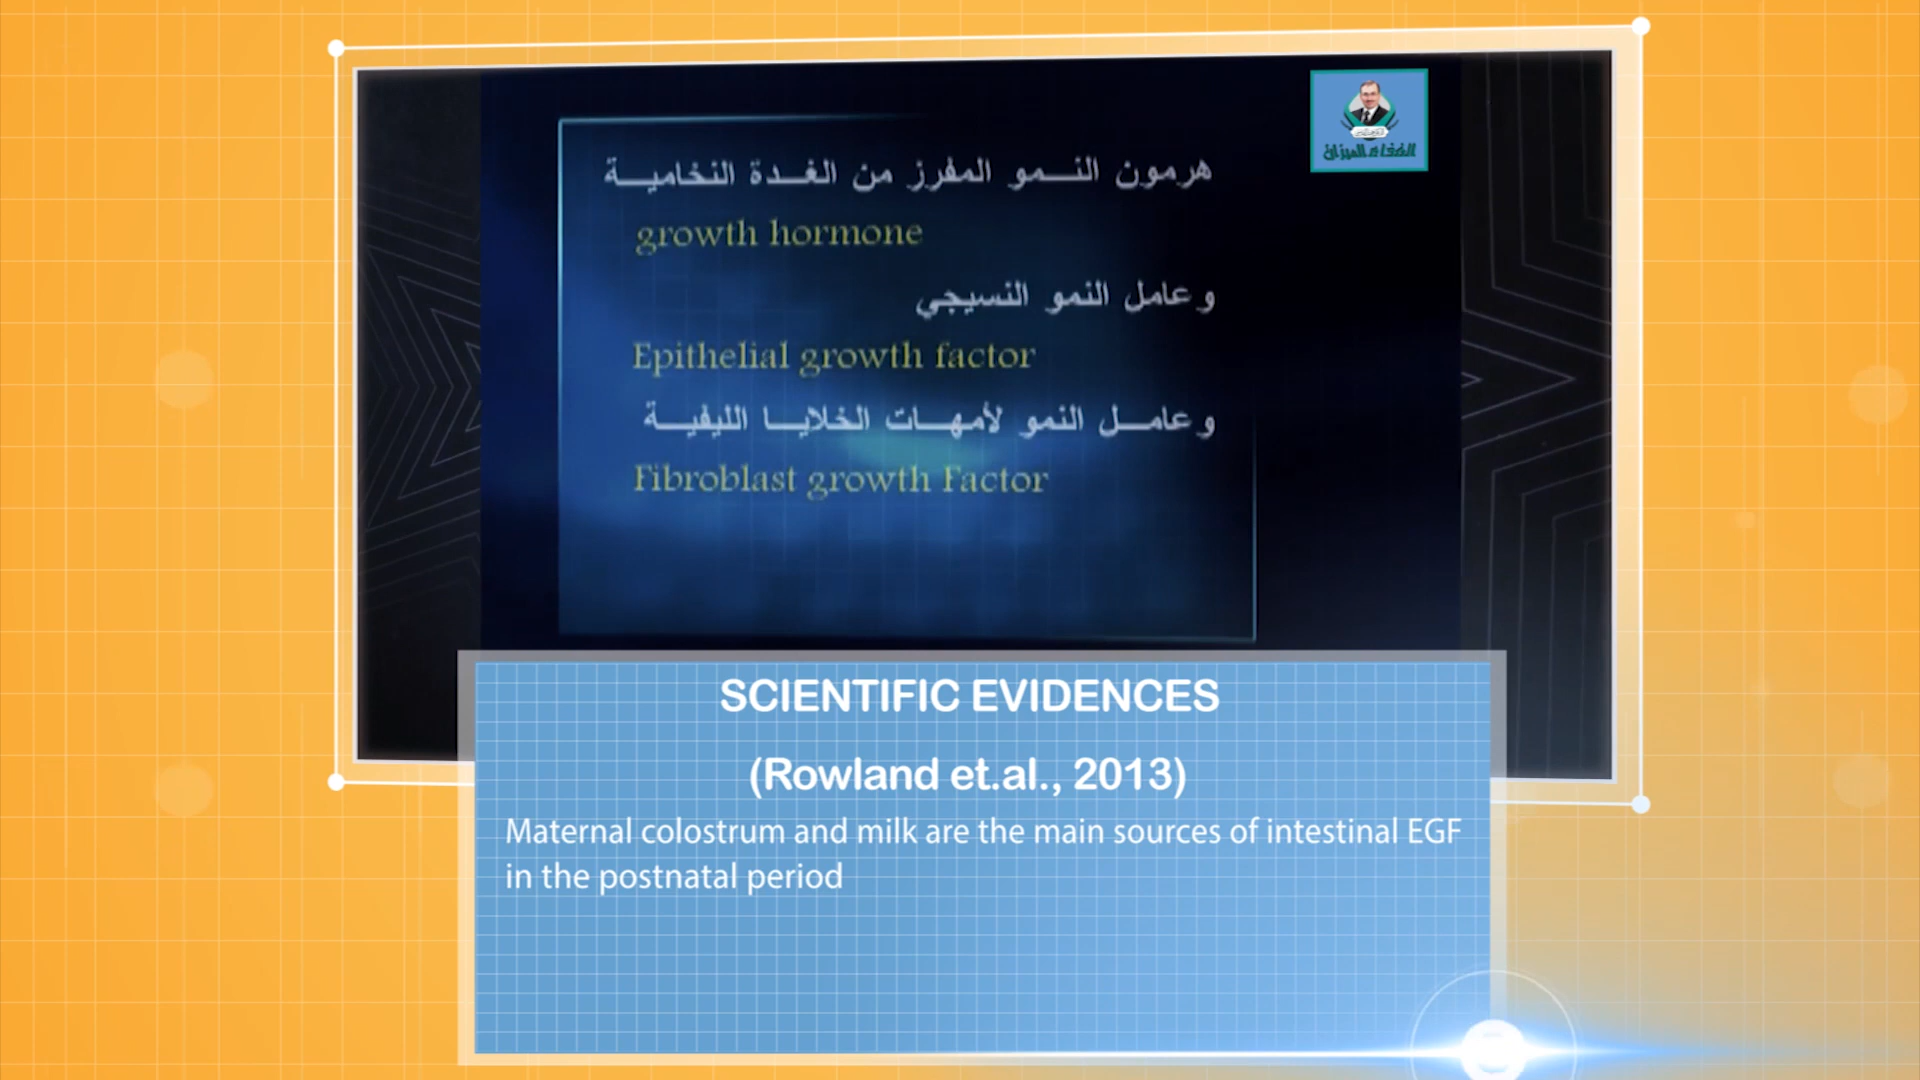 هرمون النمو المفرز من الغدة النخامية
growth hormone
وعامل النمو النسيجي
Epithelial growth factor
وعامل النمو لأمهات الخلايا الليفية
Fibroblast growth Factor
SCIENTIFIC EVIDENCES
(Rowland et.al., 2013)
Maternal colostrum and milk are the main sources of intestinal EGF
in the postnatal period